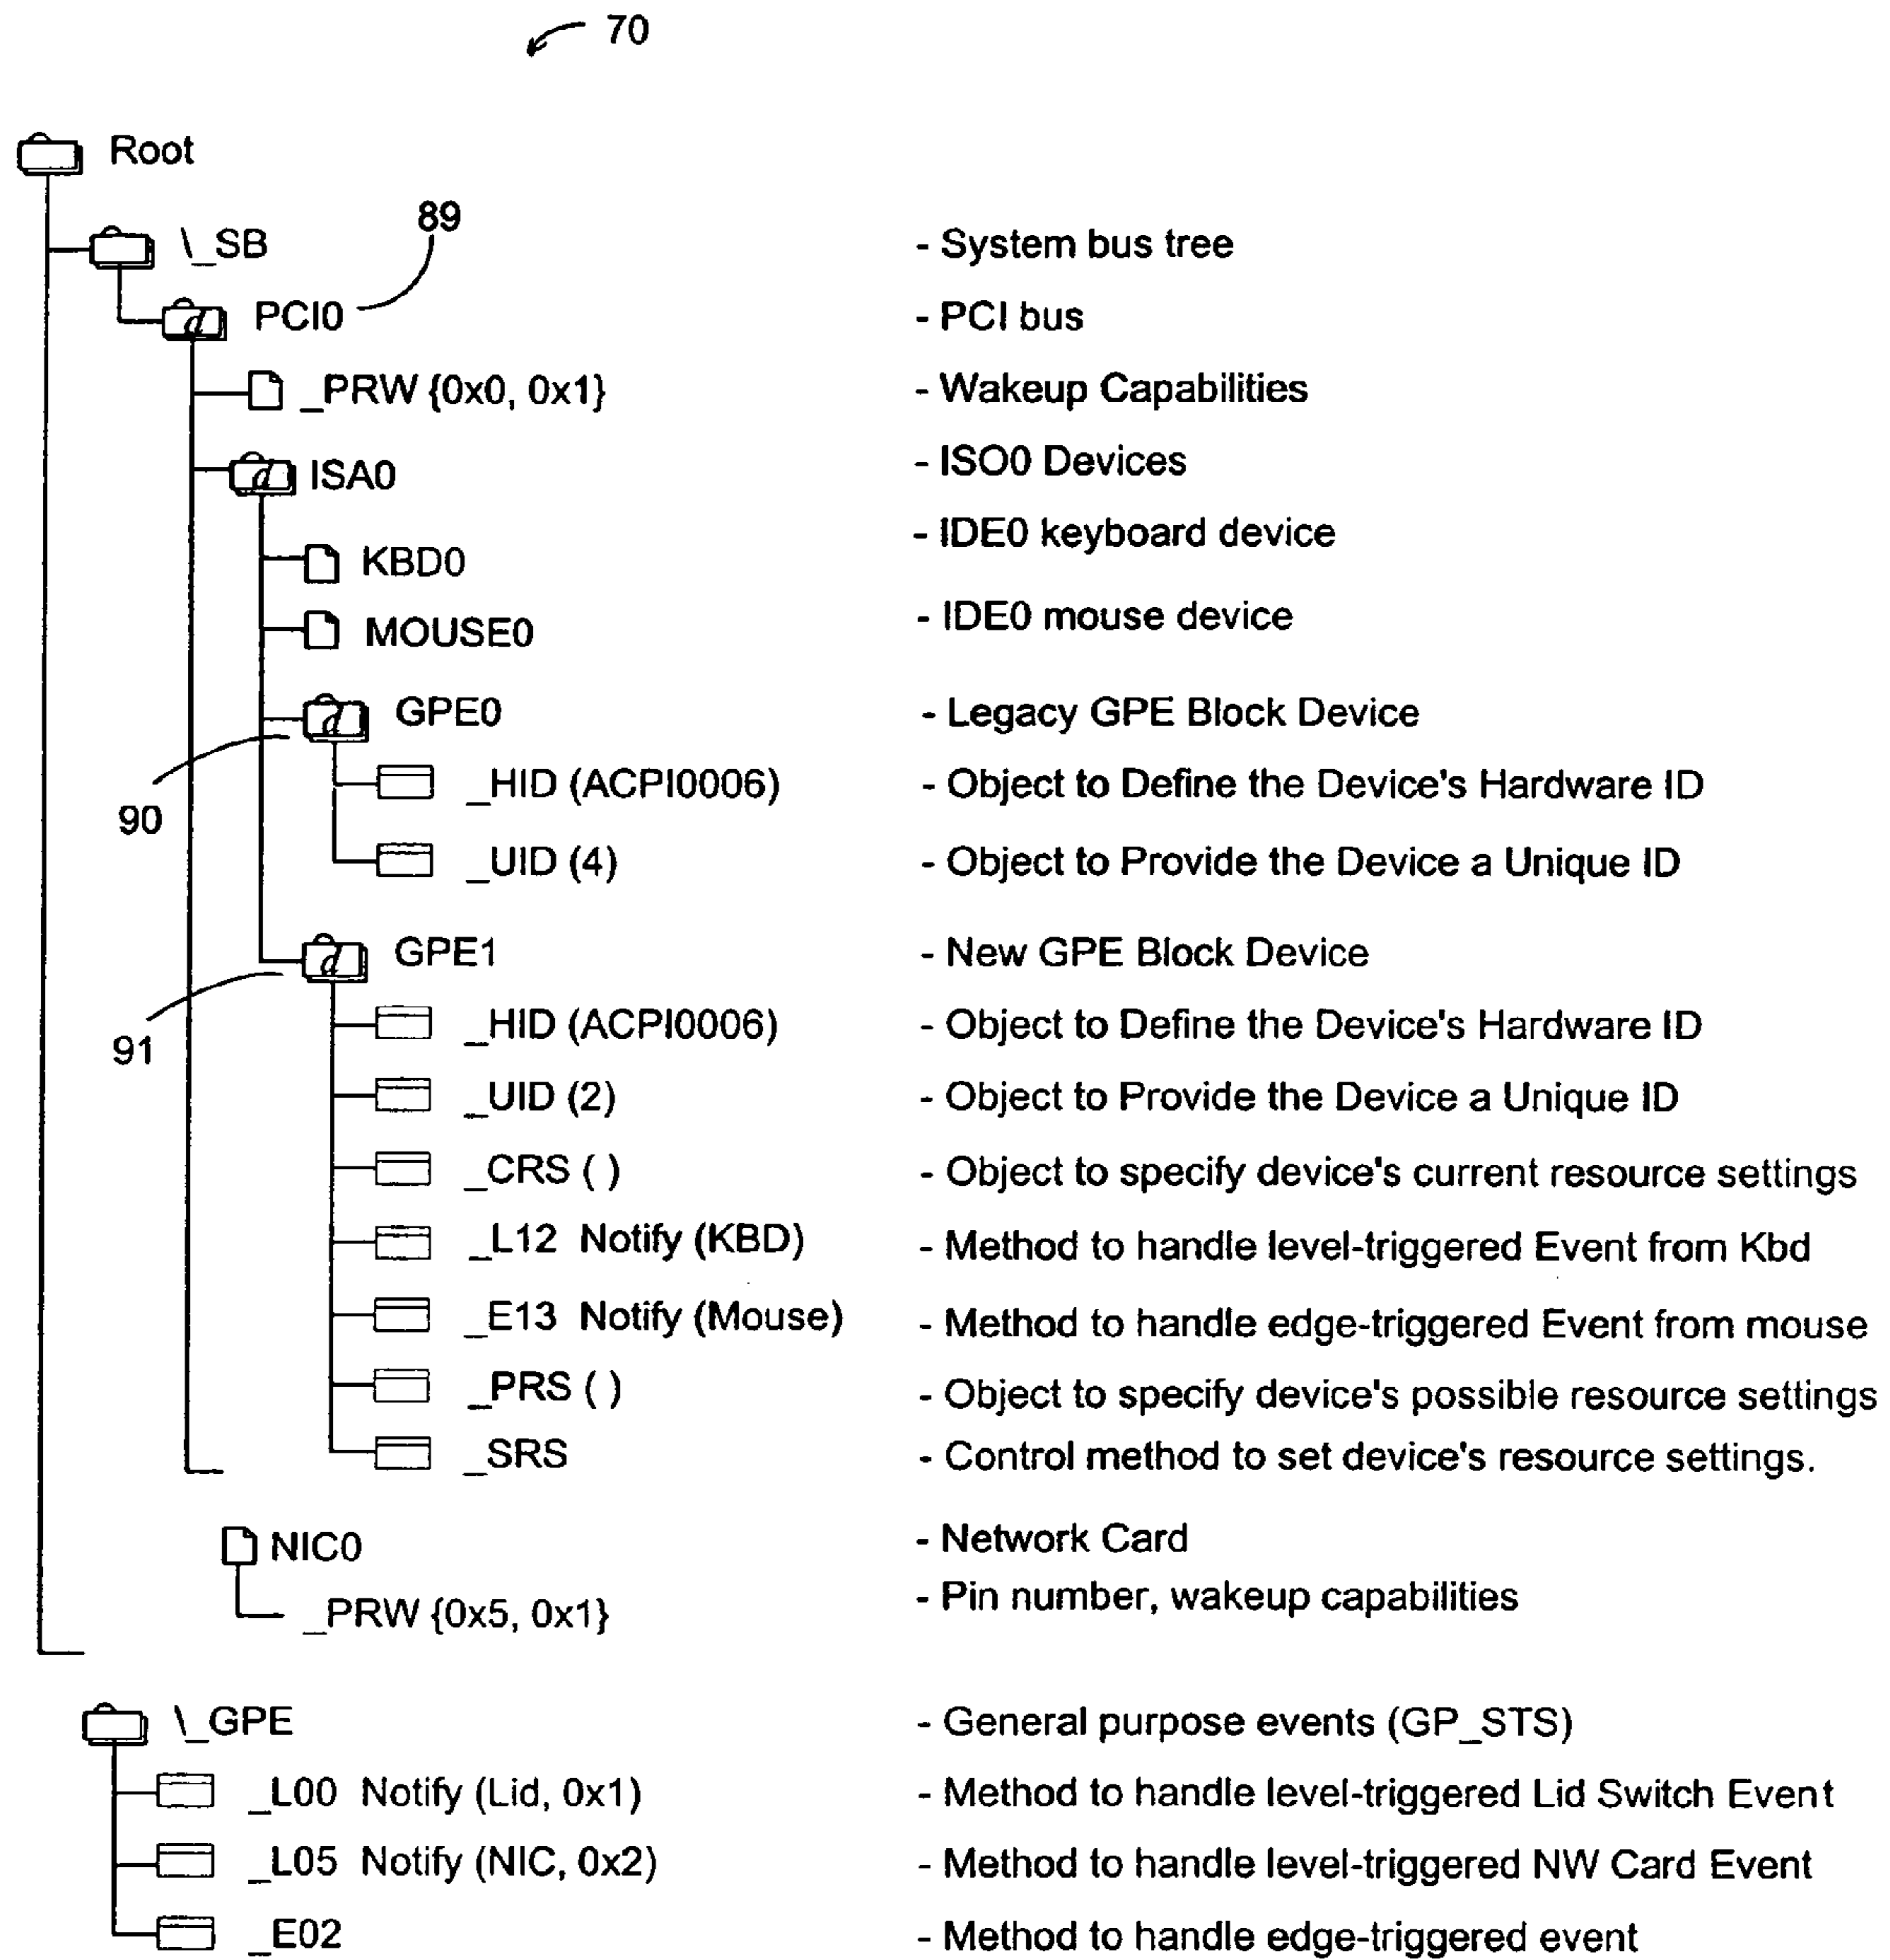 70
Root
\_SB - System bus tree
89
PCI0 - PCI bus
_PRW {0x0, 0x1} - Wakeup Capabilities
ISA0 - ISO0 Devices
KBD0 - IDE0 keyboard device
MOUSE0 - IDE0 mouse device
GPE0 - Legacy GPE Block Device
90
_HID (ACPI0006) - Object to Define the Device's Hardware ID
_UID (4) - Object to Provide the Device a Unique ID
GPE1 - New GPE Block Device
91
_HID (ACPI0006) - Object to Define the Device's Hardware ID
_UID (2) - Object to Provide the Device a Unique ID
_CRS ( ) - Object to specify device's current resource settings
_L12 Notify (KBD) - Method to handle level-triggered Event from Kbd
_E13 Notify (Mouse) - Method to handle edge-triggered Event from mouse
_PRS ( ) - Object to specify device's possible resource settings
_SRS - Control method to set device's resource settings.
NIC0 - Network Card
_PRW {0x5, 0x1} - Pin number, wakeup capabilities
\_GPE - General purpose events (GP_STS)
_L00 Notify (Lid, 0x1) - Method to handle level-triggered Lid Switch Event
_L05 Notify (NIC, 0x2) - Method to handle level-triggered NW Card Event
_E02 - Method to handle edge-triggered event